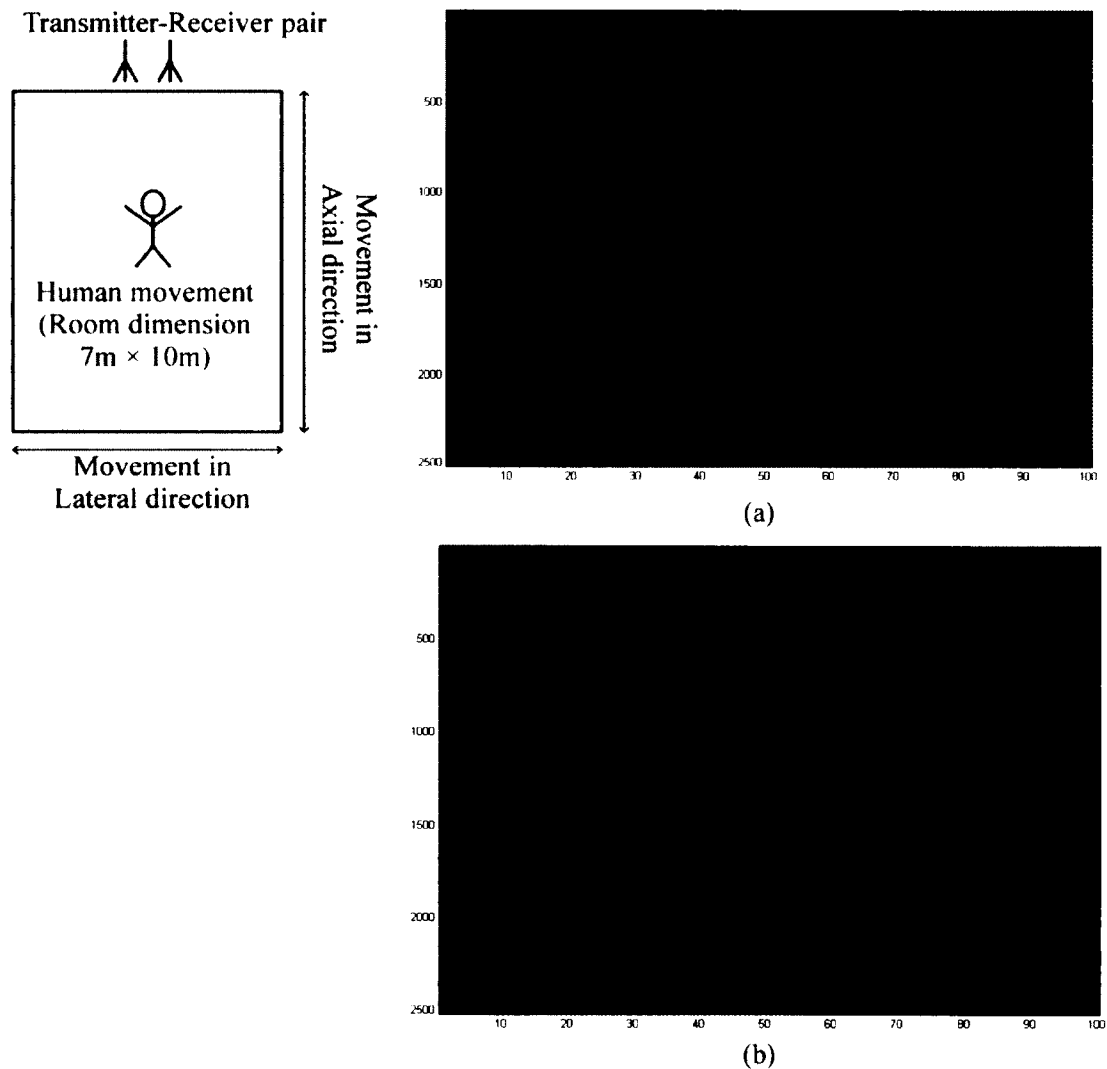 Transmitter-Receiver pair
Human movement
(Room dimension
7m × 10m)
Movement in
Axial direction
Movement in
Lateral direction
500
1000
1500
2000
2500
10 20 30 40 50 60 70 80 90 100
(a)
500
1000
1500
2000
2500
10 20 30 40 50 60 70 80 90 100
(b)